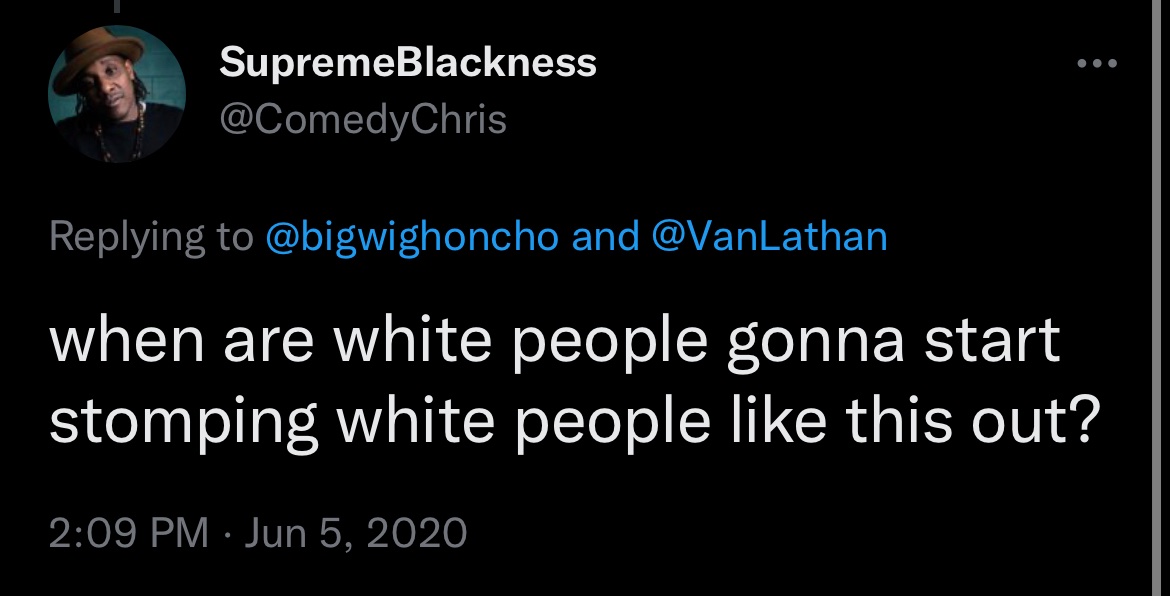 SupremeBlackness
@ComedyChris
Replying to @bigwighoncho and @VanLathan
when are white people gonna start
stomping white people like this out?
2:09 PM · Jun 5, 2020